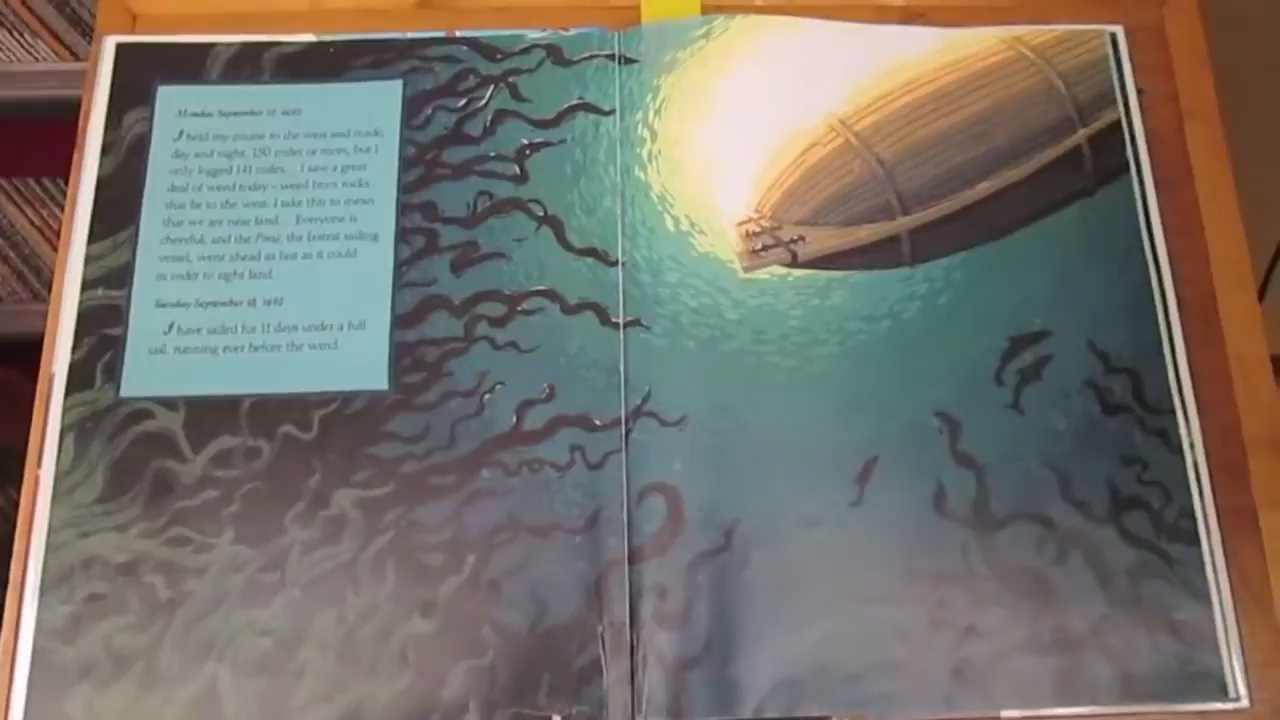 Monday September 17, 1492
I held my course to the west and made,
day and night, 150 miles or more, but I
only logged 141 miles... I saw a great
deal of weed today – weed from rocks
that lie to the west. I take this to mean
that we are near land... Everyone is
cheerful, and the Pinta, the fastest sailing
vessel, went ahead as fast as it could
in order to sight land.
Tuesday September 18, 1492
...I have sailed for 11 days under a full
sail, running ever before the wind.